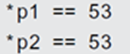 *p1 == 53
*p2 == 53